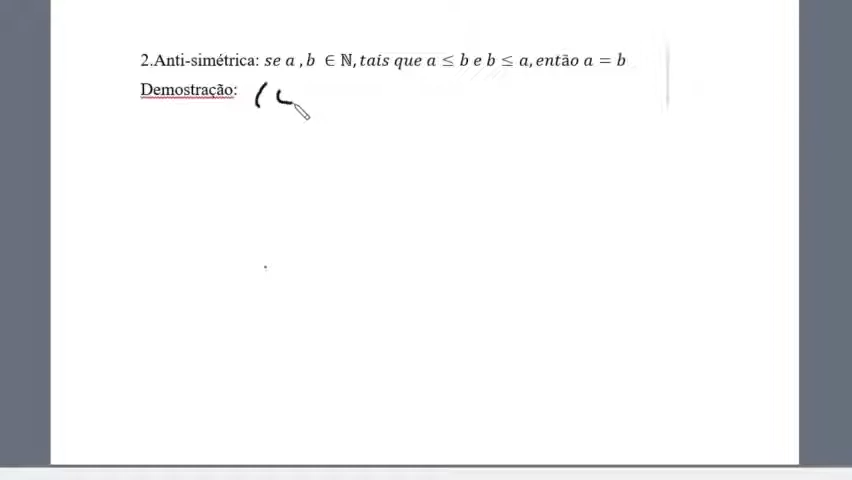 2.Anti-simétrica: se a , b ∈ ℕ, tais que a ≤ b e b ≤ a, então a = b
Demostração: (